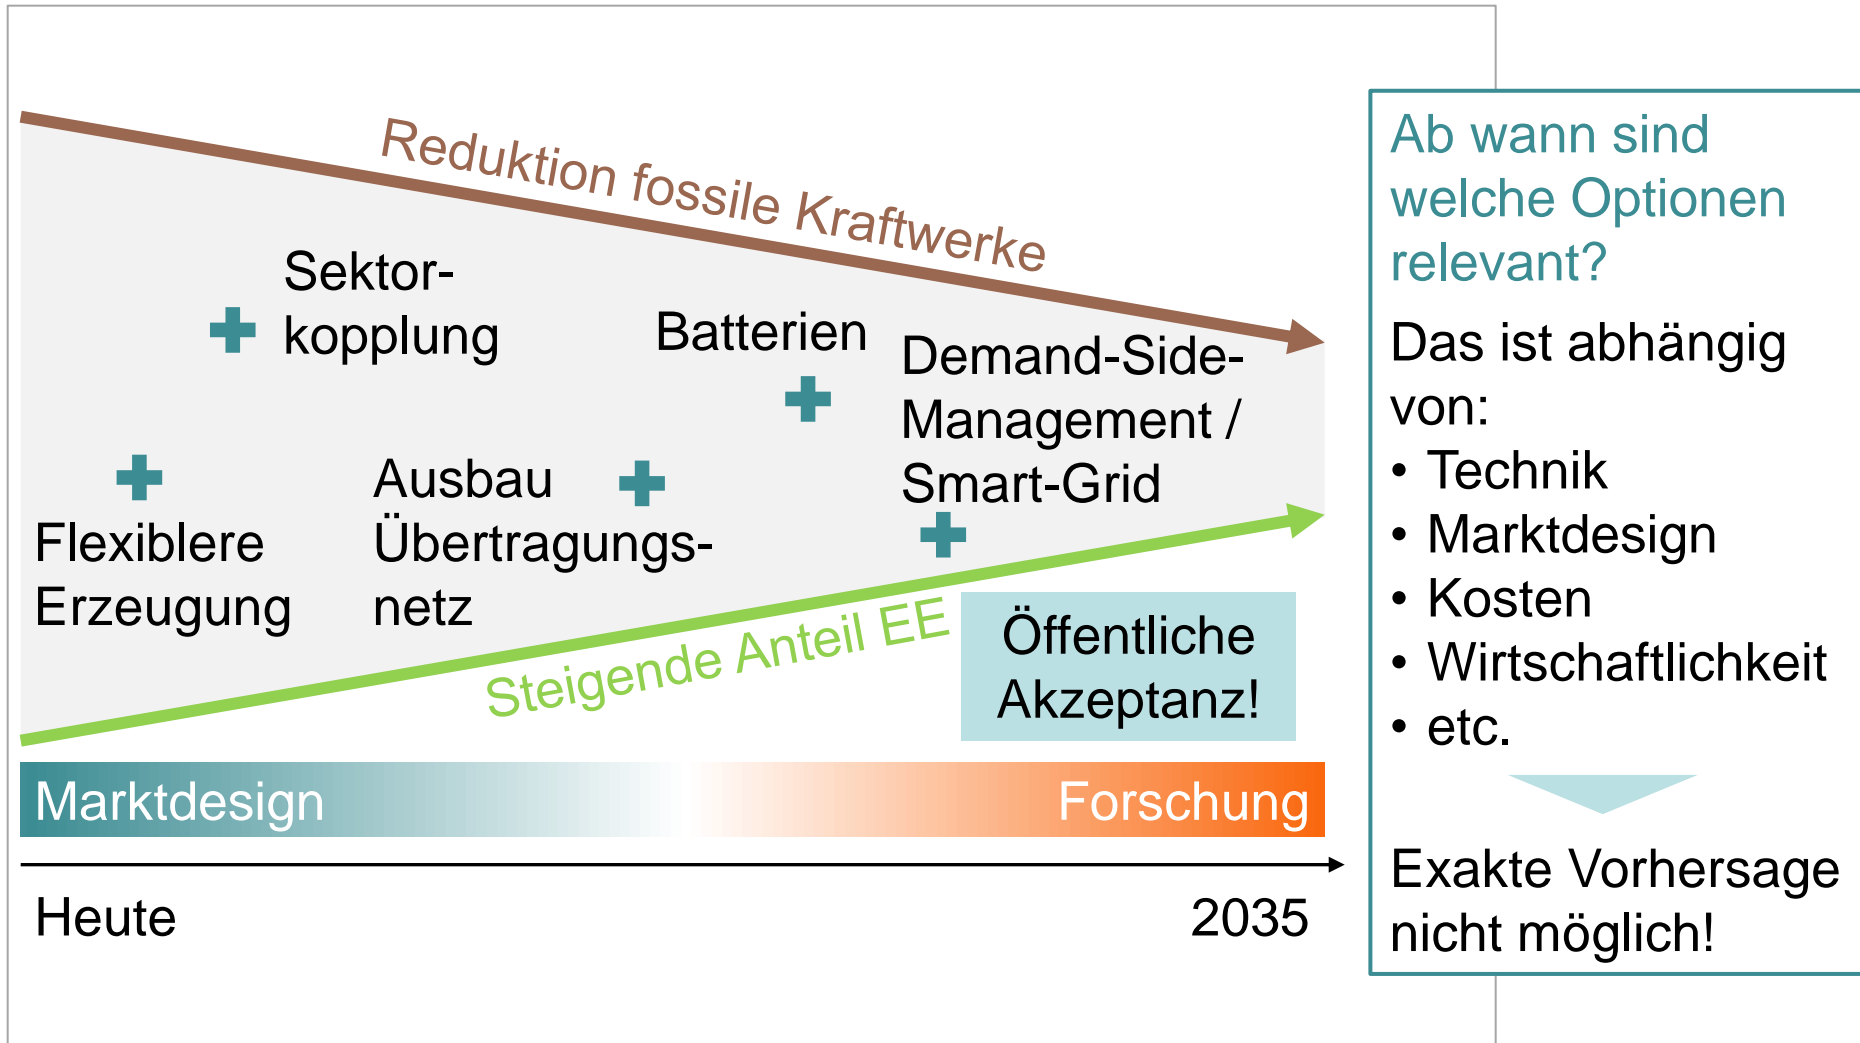 Reduktion fossile Kraftwerke
Sektor-
kopplung
Batterien
Demand-Side-
Management /
Smart-Grid
Flexiblere
Erzeugung
Ausbau
Übertragungs-
netz
Steigende Anteil EE
Öffentliche
Akzeptanz!
Marktdesign
Forschung
Heute
2035
Ab wann sind
welche Optionen
relevant?
Das ist abhängig
von:
• Technik
• Marktdesign
• Kosten
• Wirtschaftlichkeit
• etc.
Exakte Vorhersage
nicht möglich!